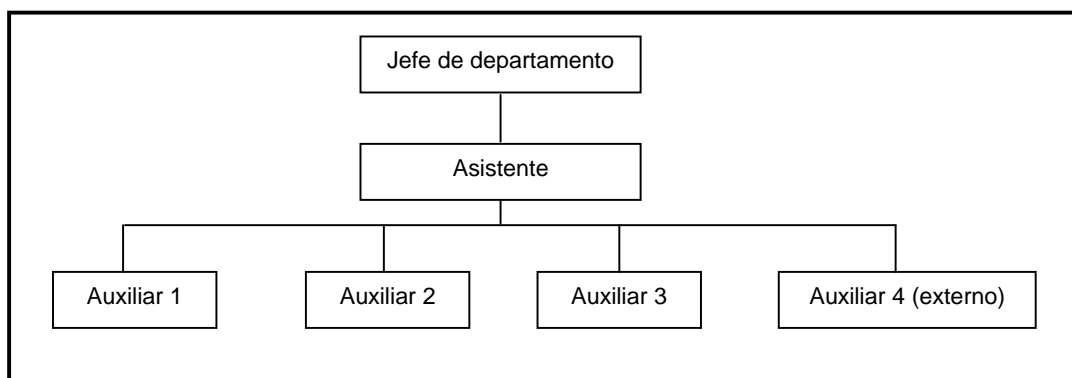 Jefe de departamento
Asistente
Auxiliar 1
Auxiliar 2
Auxiliar 3
Auxiliar 4 (externo)